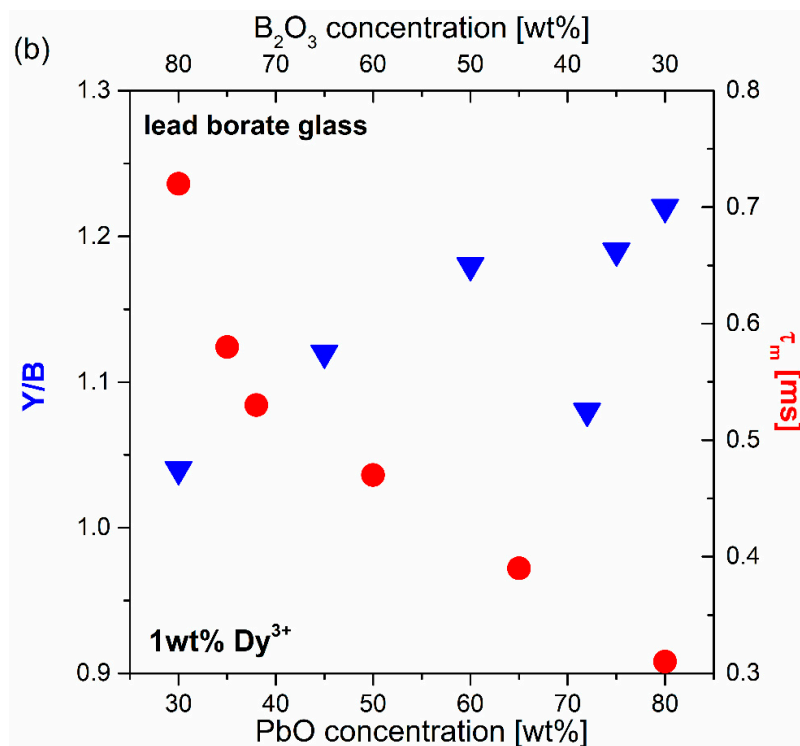 (b)
B₂O₃ concentration [wt%]
80 70 60 50 40 30
1.3 0.8
lead borate glass
1.2 0.7
0.6
1.1
0.5
1.0
0.4
1wt% Dy³⁺
0.9 0.3
Y/B
τₘ [ms]
30 40 50 60 70 80
PbO concentration [wt%]